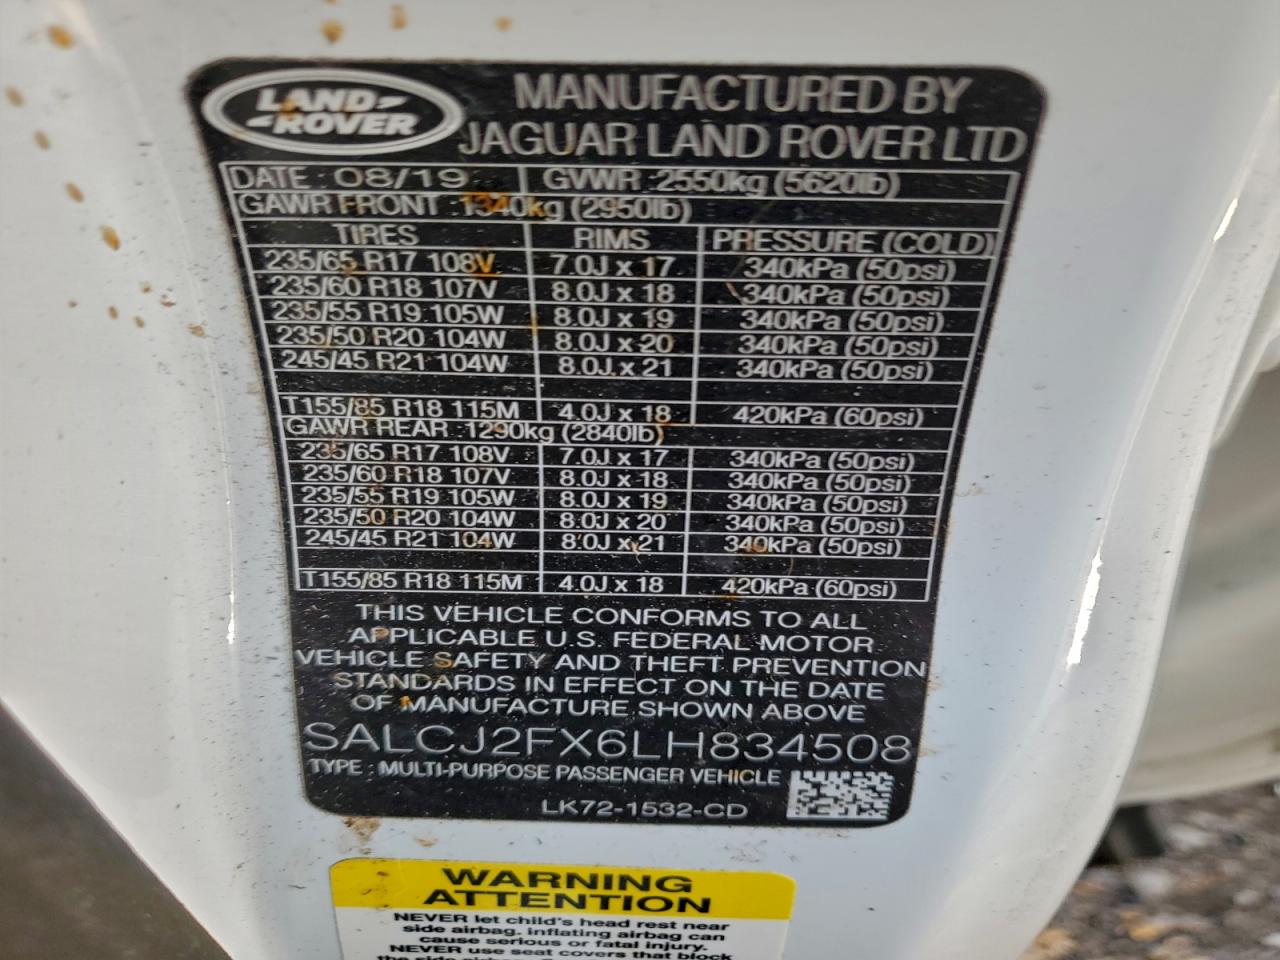 LAND
ROVER
MANUFACTURED BY
JAGUAR LAND ROVER LTD
DATE : 08/19 GVWR :2550kg (5620lb)
GAWR FRONT :1340kg (2950lb)
TIRES RIMS PRESSURE (COLD)
235/65 R17 108V 7.0J x 17 340kPa (50psi)
235/60 R18 107V 8.0J x 18 340kPa (50psi)
235/55 R19 105W 8.0J x 19 340kPa (50psi)
235/50 R20 104W 8.0J x 20 340kPa (50psi)
245/45 R21 104W 8.0J x 21 340kPa (50psi)
T155/85 R18 115M 4.0J x 18 420kPa (60psi)
GAWR REAR :1290kg (2840lb)
235/65 R17 108V 7.0J x 17 340kPa (50psi)
235/60 R18 107V 8.0J x 18 340kPa (50psi)
235/55 R19 105W 8.0J x 19 340kPa (50psi)
235/50 R20 104W 8.0J x 20 340kPa (50psi)
245/45 R21 104W 8.0J x 21 340kPa (50psi)
T155/85 R18 115M 4.0J x 18 420kPa (60psi)
THIS VEHICLE CONFORMS TO ALL
APPLICABLE U.S. FEDERAL MOTOR
VEHICLE SAFETY AND THEFT PREVENTION
STANDARDS IN EFFECT ON THE DATE
OF MANUFACTURE SHOWN ABOVE
SALCJ2FX6LH834508
TYPE : MULTI-PURPOSE PASSENGER VEHICLE
LK72-1532-CD
WARNING
ATTENTION
NEVER let child's head rest near
side airbag, inflating airbag can
cause serious or fatal injury.
NEVER use seat covers that block
the side